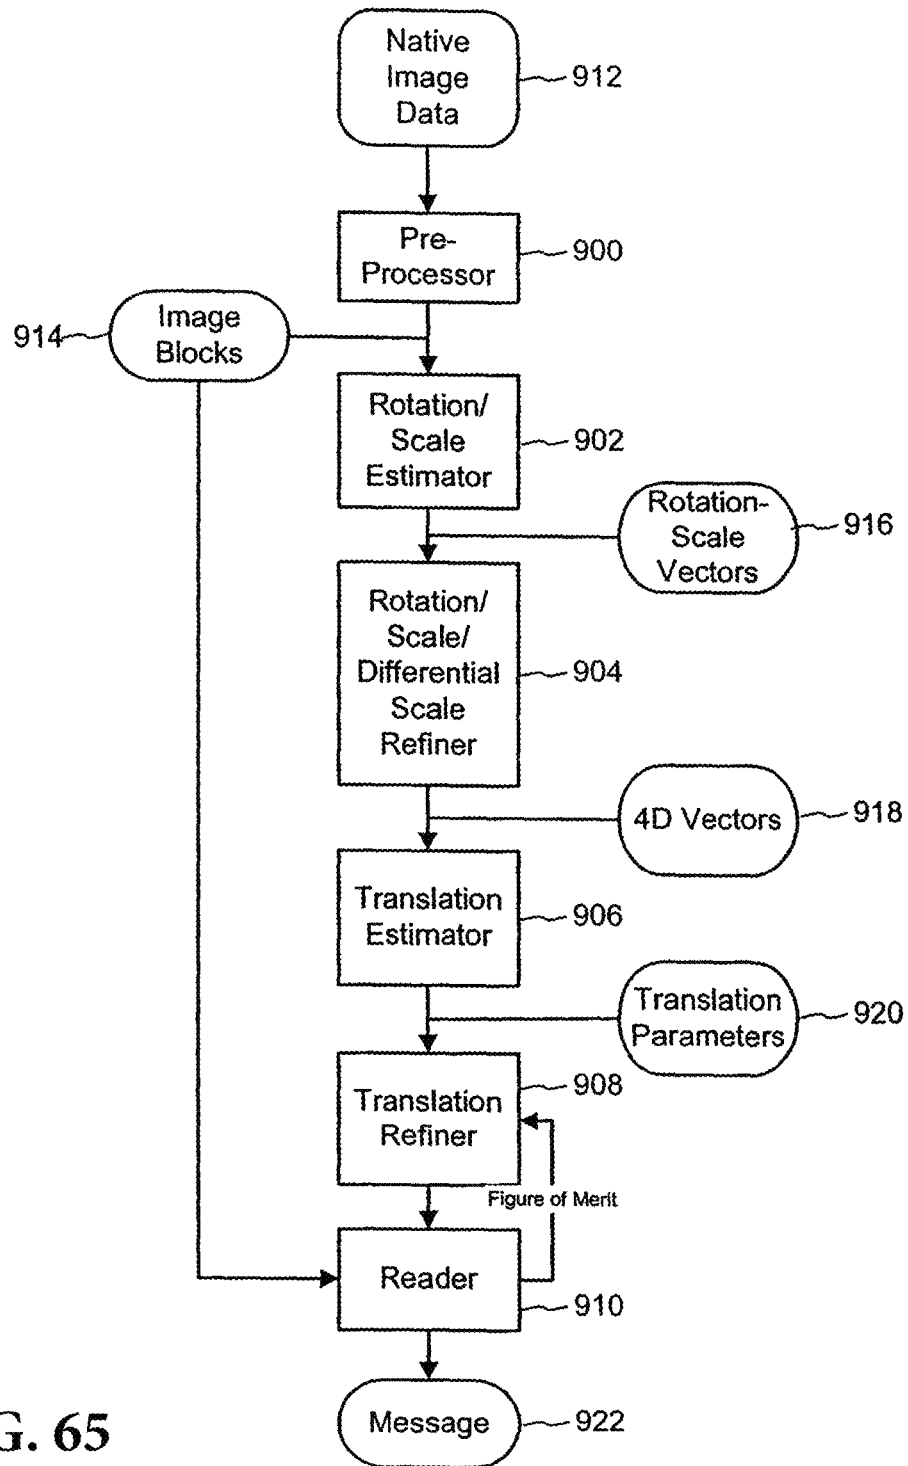 Native
Image
Data
912
Pre-
Processor
900
Image
Blocks
914
Rotation/
Scale
Estimator
902
Rotation-
Scale
Vectors
916
Rotation/
Scale/
Differential
Scale
Refiner
904
4D Vectors
918
Translation
Estimator
906
Translation
Parameters
920
Translation
Refiner
908
Figure of Merit
Reader
910
Message
922
G. 65